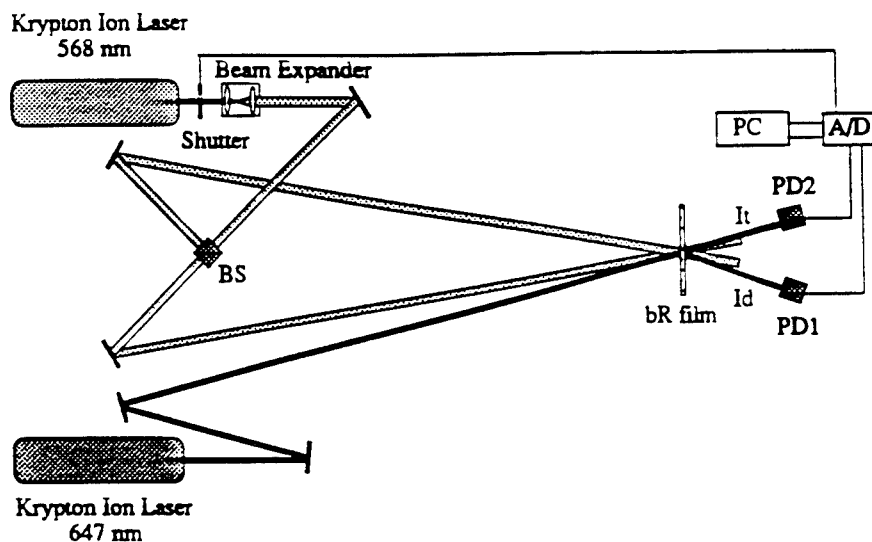 Krypton Ion Laser
568 nm
Beam Expander
Shutter
PC
A/D
PD2
It
BS
Id
bR film
PD1
Krypton Ion Laser
647 nm